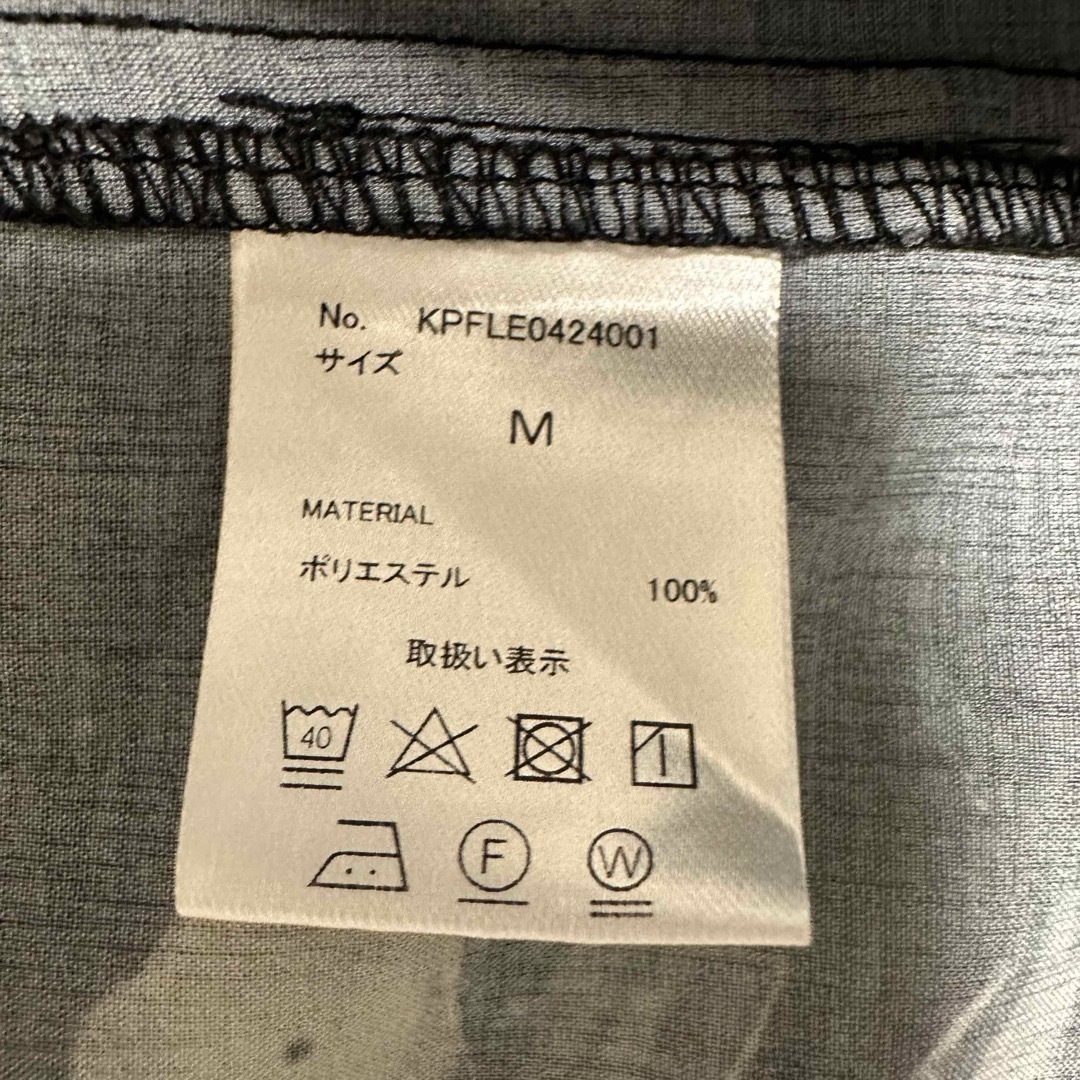 No. KPFLE0424001
サイズ
M
MATERIAL
ポリエステル 100%
取扱い表示
40
F W